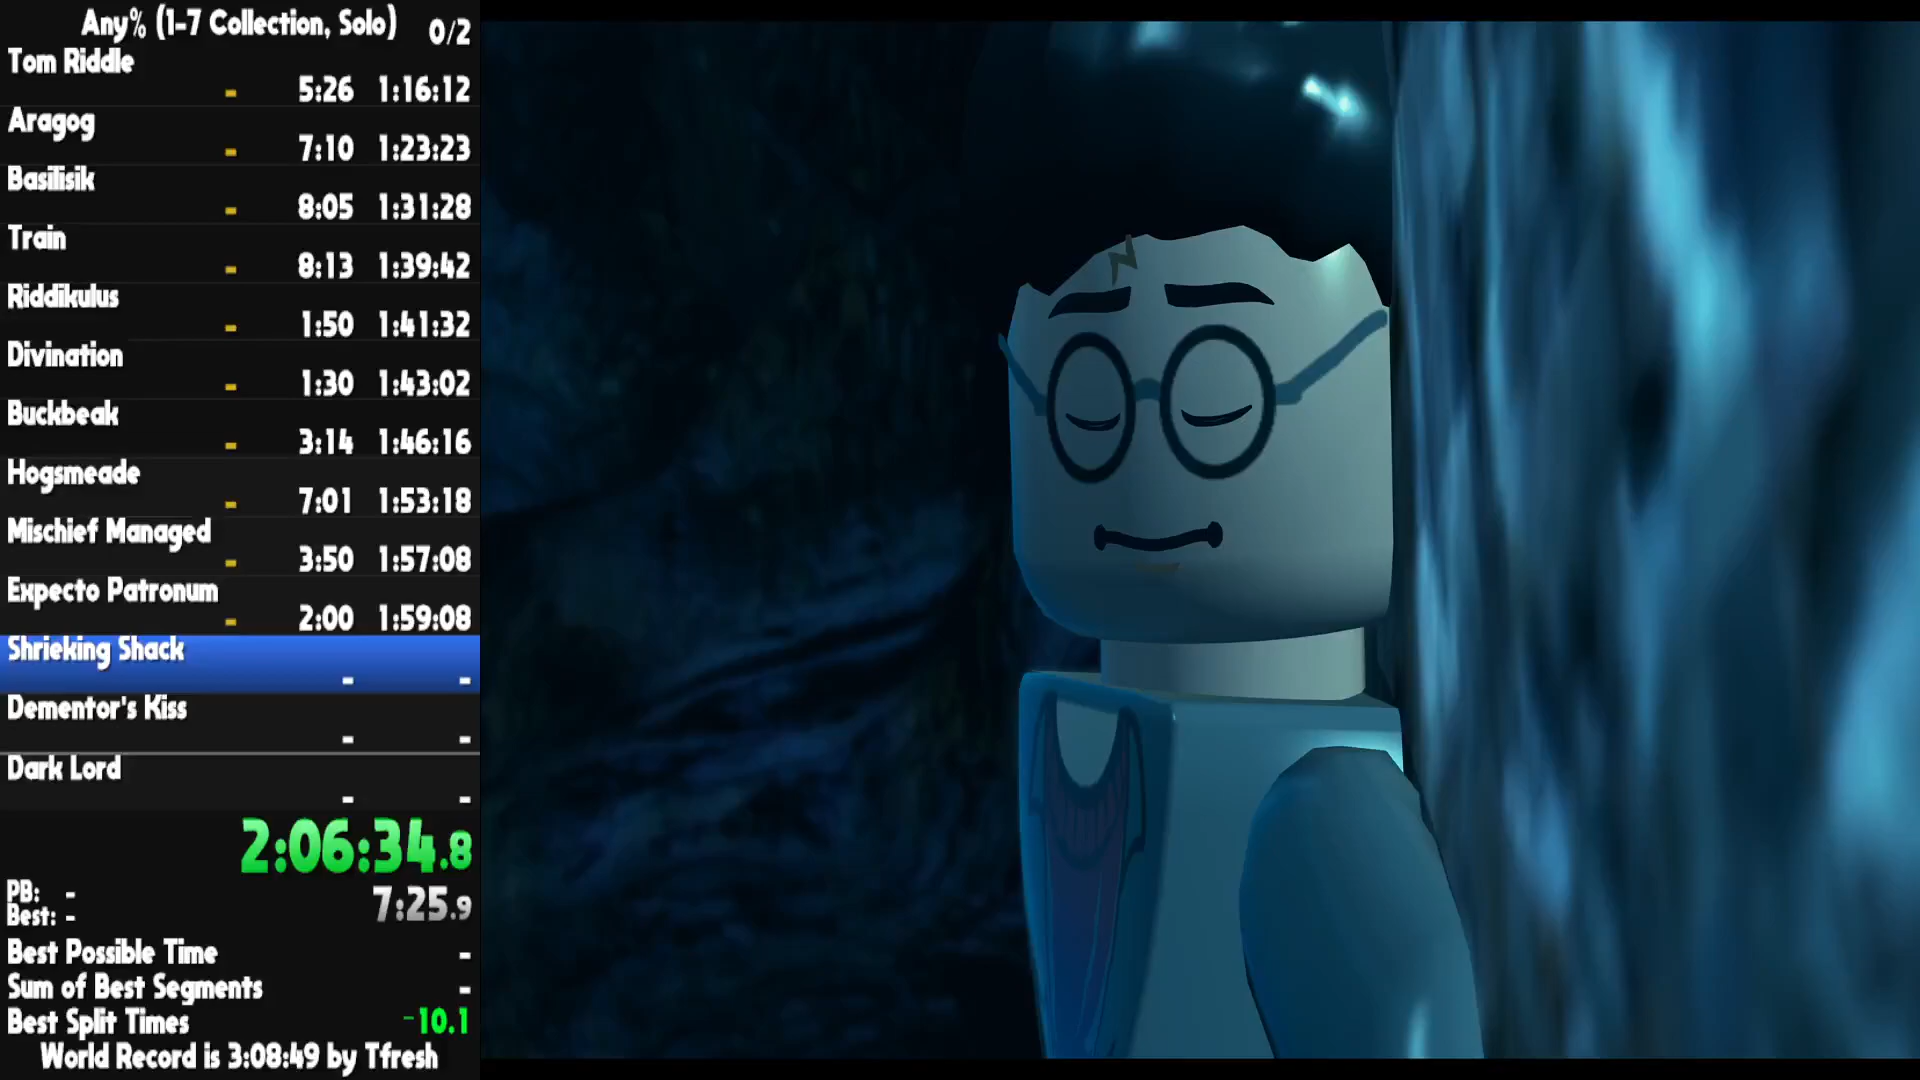 Any% (1-7 Collection, Solo) 0/2
Tom Riddle
- 5:26 1:16:12
Aragog
- 7:10 1:23:23
Basilisik
- 8:05 1:31:28
Train
- 8:13 1:39:42
Riddikulus
- 1:50 1:41:32
Divination
- 1:30 1:43:02
Buckbeak
- 3:14 1:46:16
Hogsmeade
- 7:01 1:53:18
Mischief Managed
- 3:50 1:57:08
Expecto Patronum
- 2:00 1:59:08
Shrieking Shack
- -
Dementor's Kiss
- -
Dark Lord
- -
2:06:34.8
PB: -
Best: - 7:25.9
Best Possible Time -
Sum of Best Segments -
Best Split Times -10.1
World Record is 3:08:49 by Tfresh